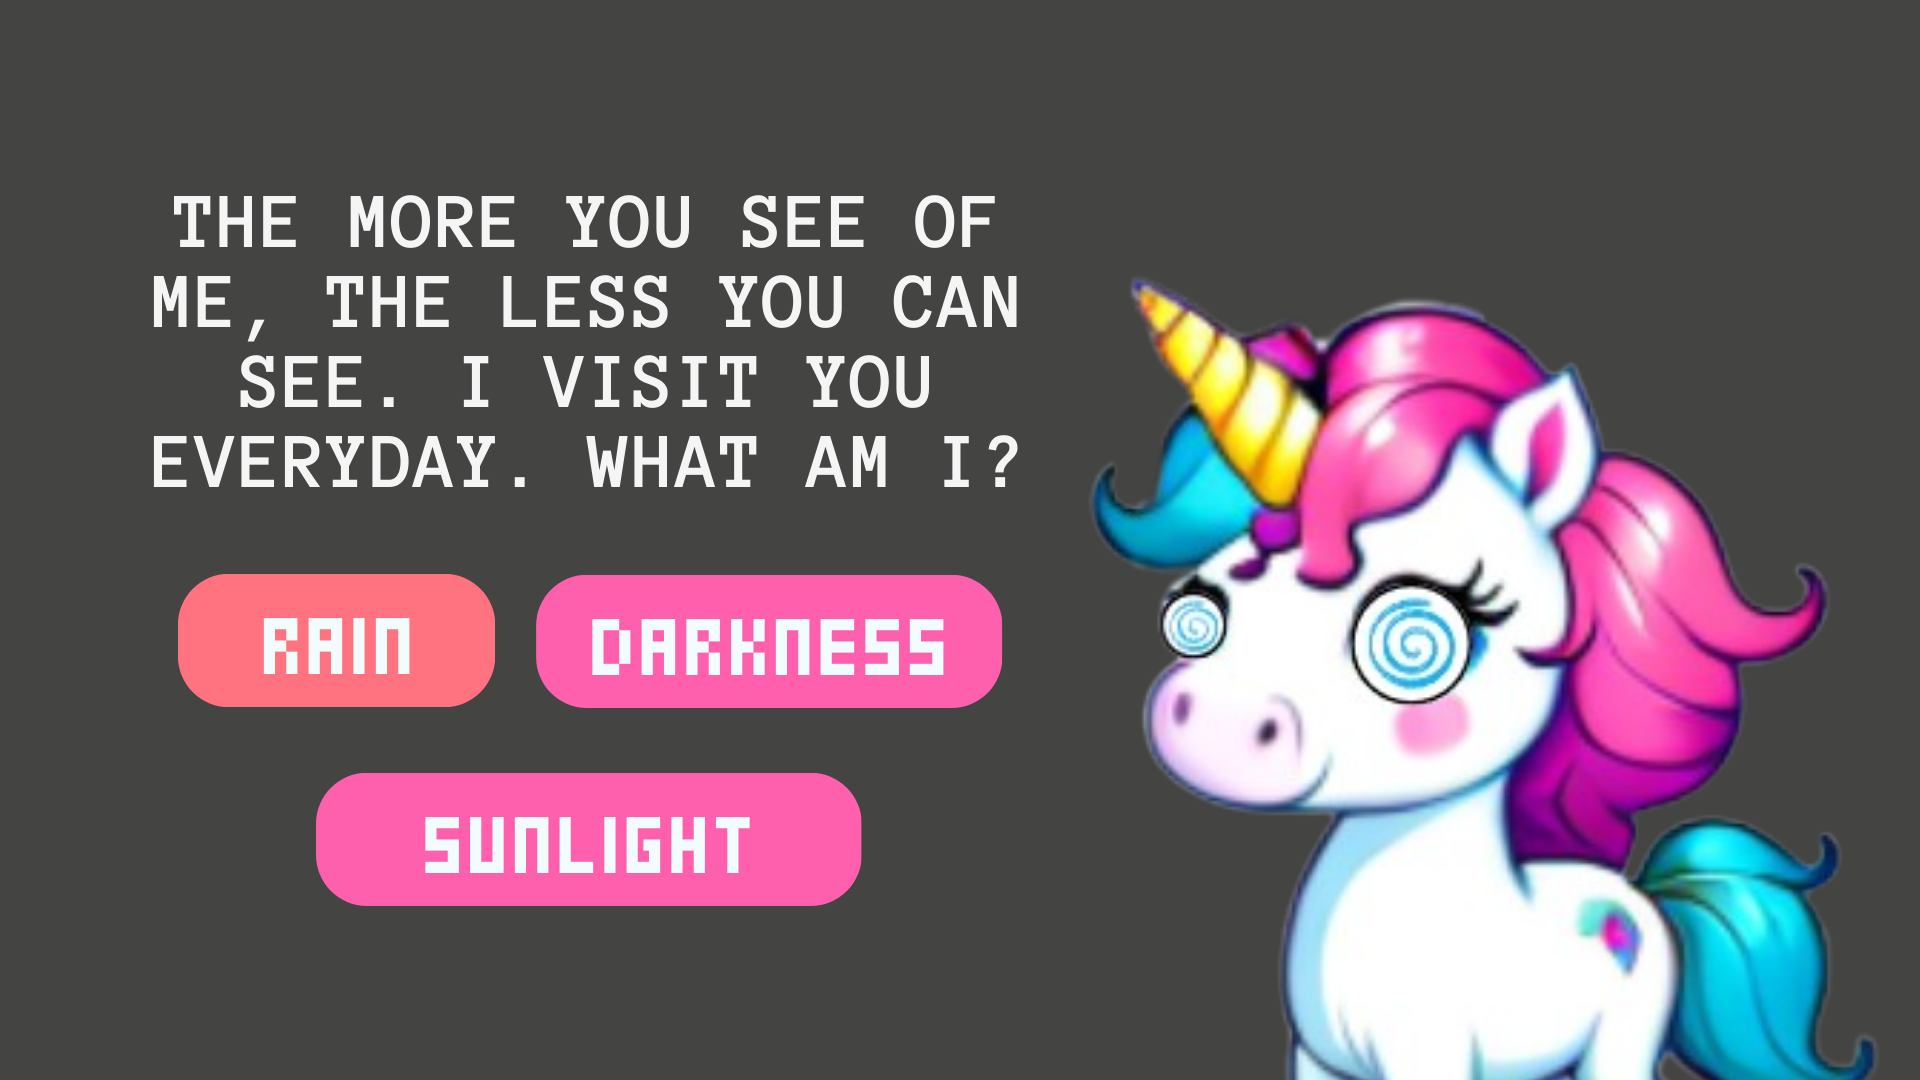 THE MORE YOU SEE OF
ME, THE LESS YOU CAN
SEE. I VISIT YOU
EVERYDAY. WHAT AM I?
RAIN
DARKNESS
SUNLIGHT